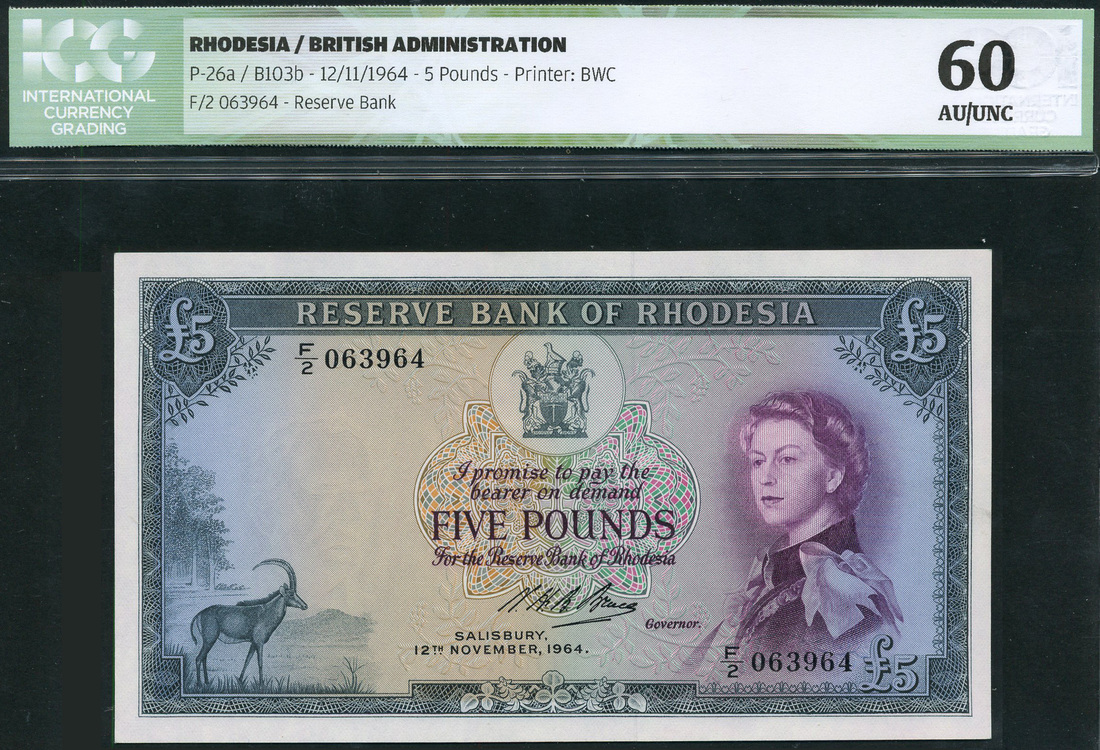 ICG
INTERNATIONAL
CURRENCY
GRADING
RHODESIA / BRITISH ADMINISTRATION
P-26a / B103b - 12/11/1964 - 5 Pounds - Printer: BWC
F/2 063964 - Reserve Bank
60
AU/UNC
£5
RESERVE BANK OF RHODESIA
£5
F/2 063964
I promise to pay the
bearer on demand
FIVE POUNDS
For the Reserve Bank of Rhodesia
Governor.
SALISBURY,
12TH NOVEMBER, 1964.
F/2 063964
£5